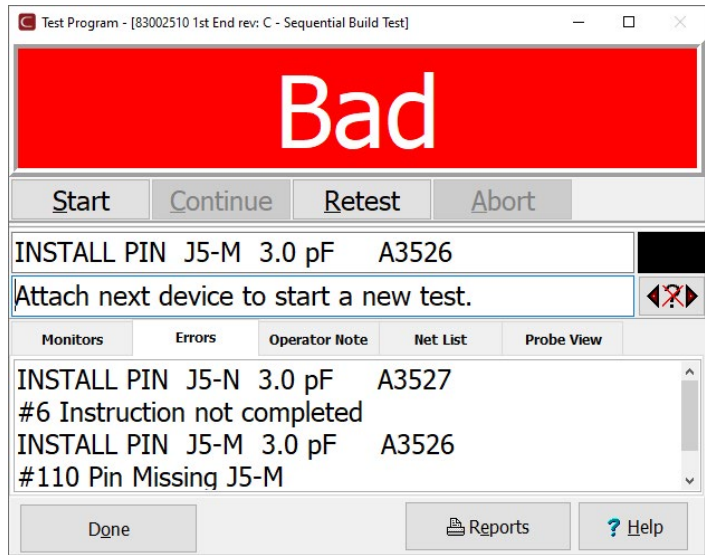 Test Program - [83002510 1st End rev: C - Sequential Build Test]
Bad
Start Continue Retest Abort
INSTALL PIN J5-M 3.0 pF A3526
Attach next device to start a new test.
Monitors Errors Operator Note Net List Probe View
INSTALL PIN J5-N 3.0 pF A3527
#6 Instruction not completed
INSTALL PIN J5-M 3.0 pF A3526
#110 Pin Missing J5-M
Done Reports ? Help